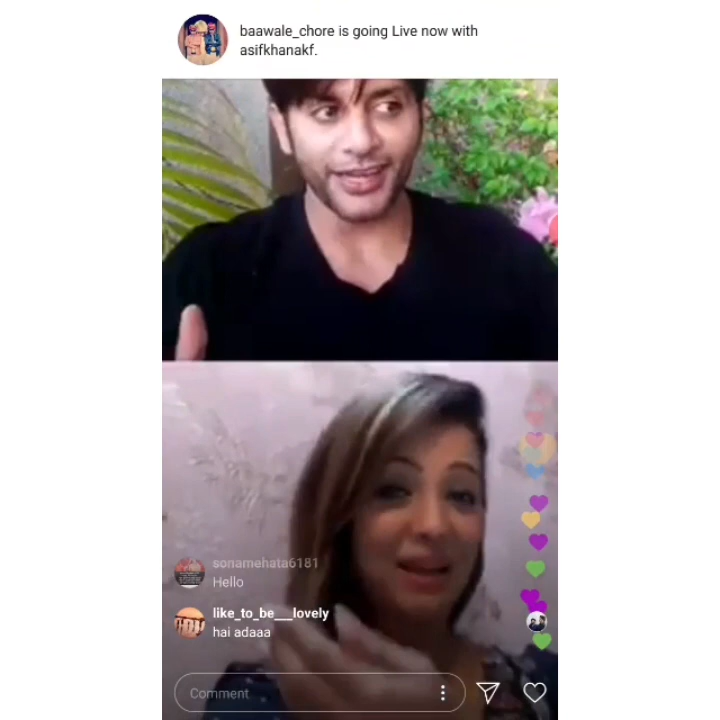 baawale_chore is going Live now with
asifkhanakf.
sonamehata6181
Hello
like_to_be___lovely
hai adaaa
Comment